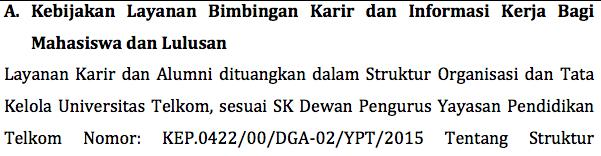 A. Kebijakan Layanan Bimbingan Karir dan Informasi Kerja Bagi
Mahasiswa dan Lulusan
Layanan Karir dan Alumni dituangkan dalam Struktur Organisasi dan Tata
Kelola Universitas Telkom, sesuai SK Dewan Pengurus Yayasan Pendidikan
Telkom Nomor: KEP.0422/00/DGA-02/YPT/2015 Tentang Struktur